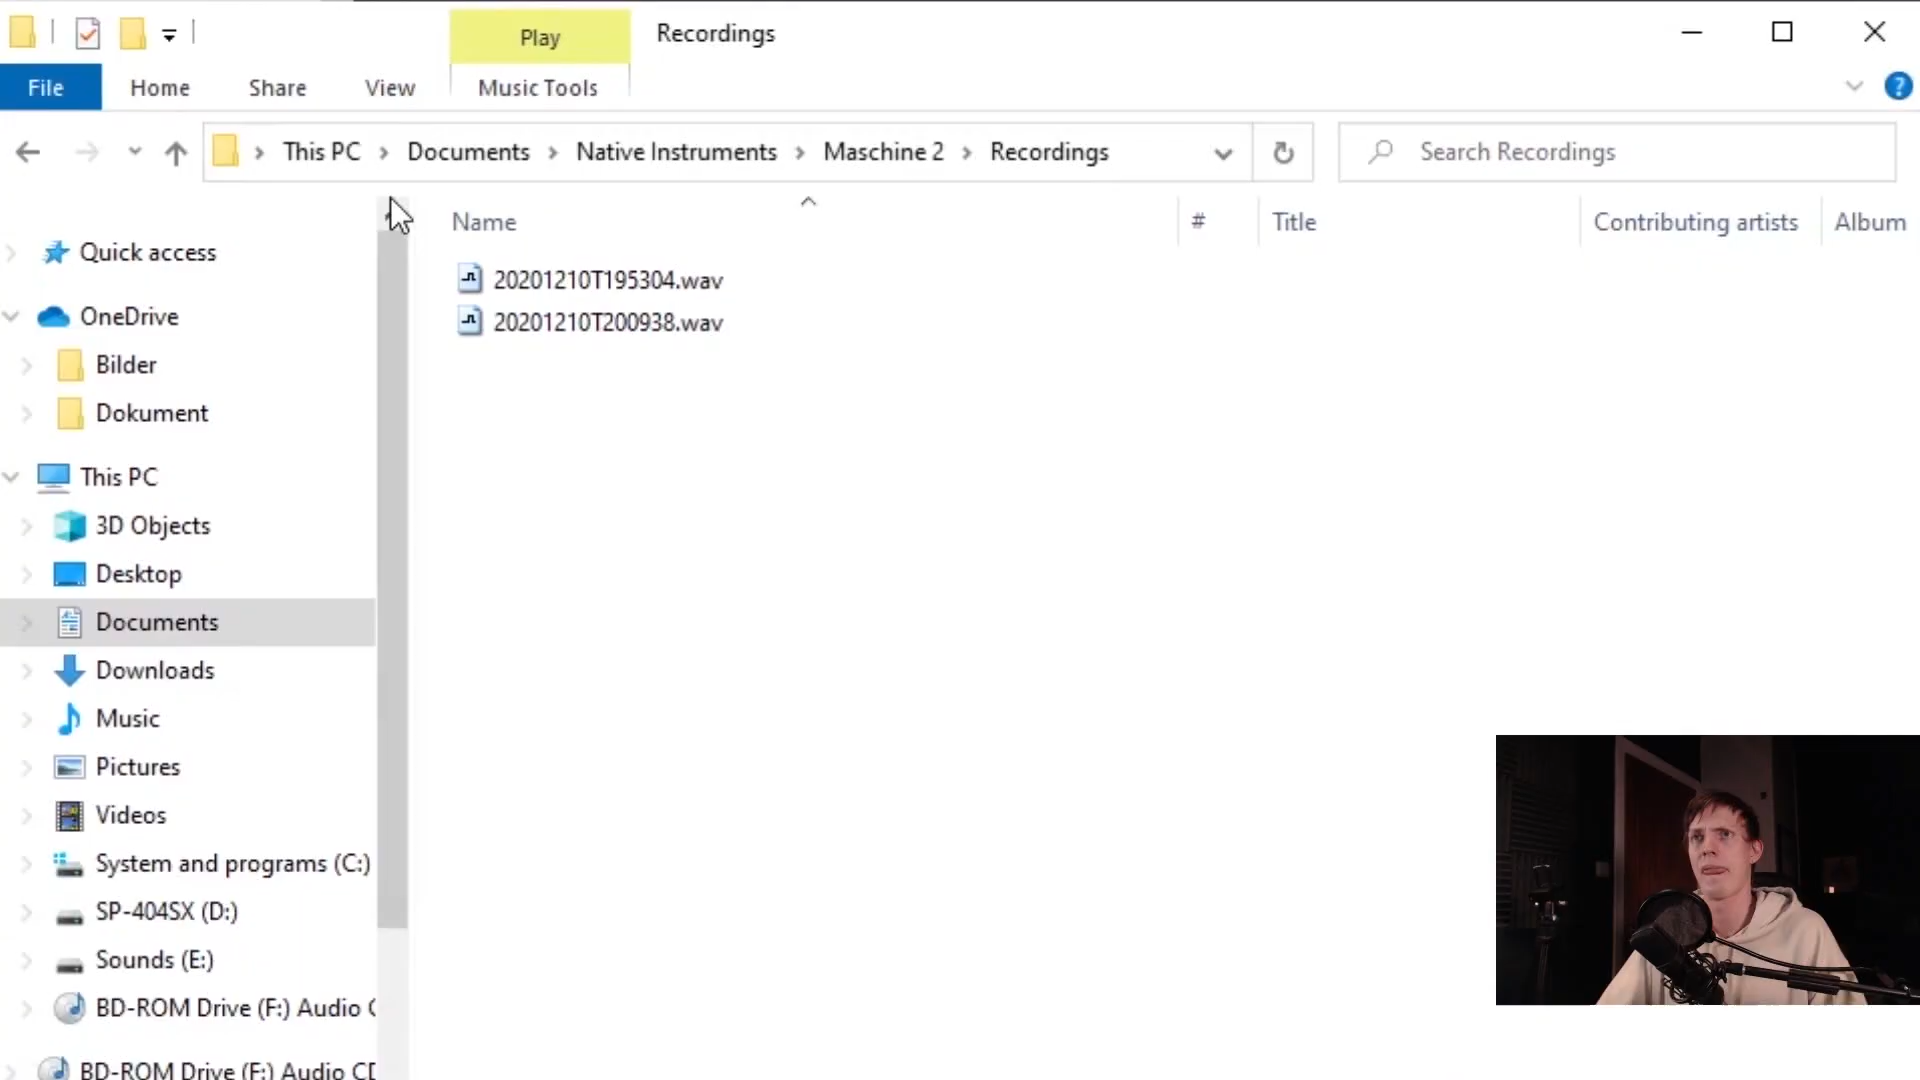 Play
Recordings
File
Home
Share
View
Music Tools
?
This PC
Documents
Native Instruments
Maschine 2
Recordings
Search Recordings
Name
#
Title
Contributing artists
Album
Quick access
OneDrive
Bilder
Dokument
This PC
3D Objects
Desktop
Documents
Downloads
Music
Pictures
Videos
System and programs (C:)
SP-404SX (D:)
Sounds (E:)
BD-ROM Drive (F:) Audio C
BD-ROM Drive (F:) Audio CD
20201210T195304.wav
20201210T200938.wav